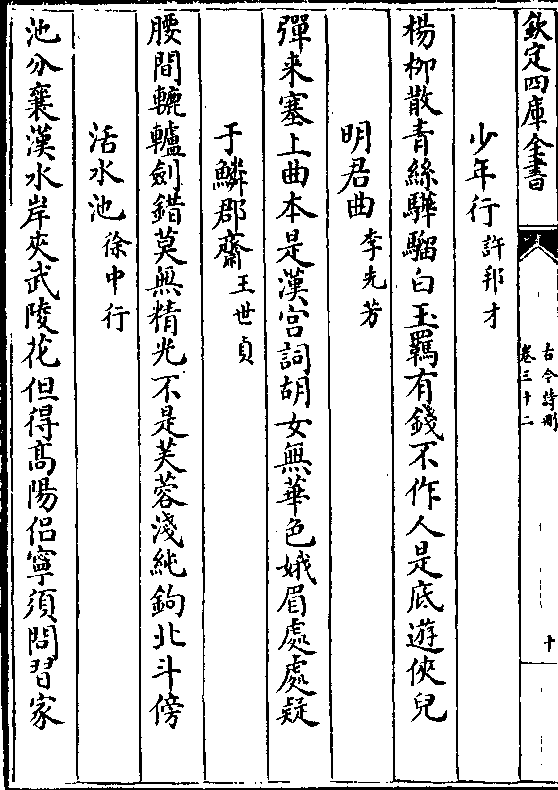 欽定四庫全書
古今詩刪
卷三十二
十
少年行許邦才
楊柳散青絲驊騮白玉羈有錢不作人是底遊俠兒
明君曲李先芳
彈来塞上曲本是漢宫詞胡女無華色娥眉處處疑
于鱗郡齋王世貞
腰間轆轤劍錯莫無精光不是芙蓉淺純鉤北斗傍
活水池徐中行
池分襄漢水岸夾武陵花但得髙陽侣寧須問習家